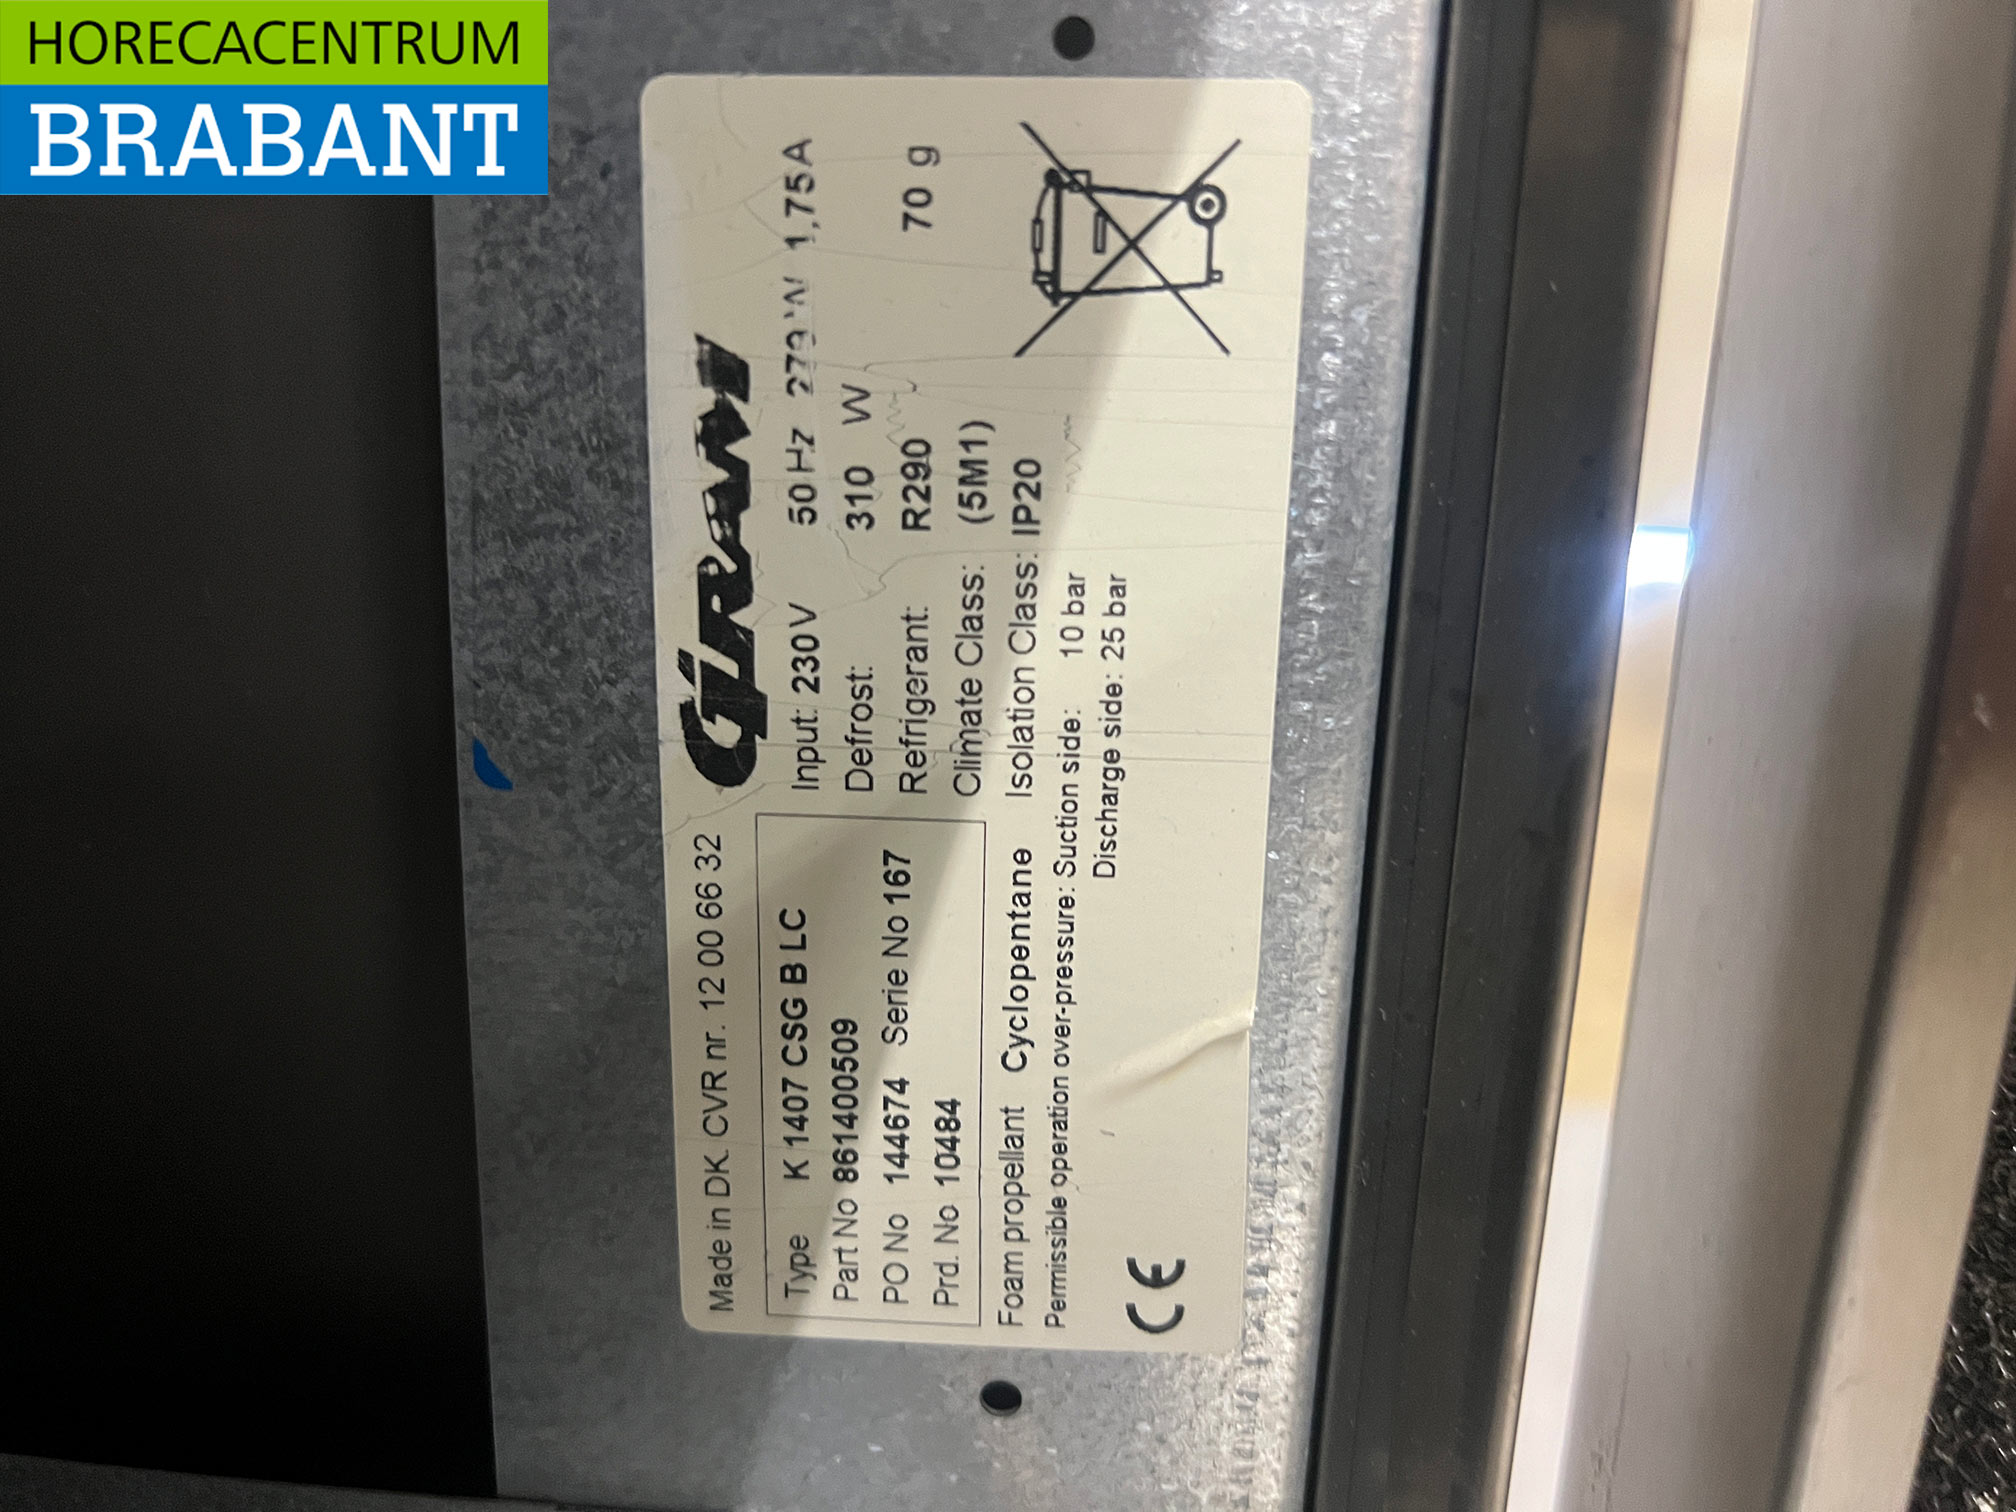 HORECACENTRUM
BRABANT
Made in DK. CVR nr. 12 00 66 32
GRAM
Type K 1407 CSG B LC
Part No 861400509
PO No 144674 Serie No 167
Prd. No 10484
Input: 230V 50 Hz 1,75A
Defrost: 310 W
Refrigerant: R290 70 g
Climate Class: (5M1)
Foam propellant Cyclopentane Isolation Class: IP20
Permissible operation over-pressure: Suction side: 10 bar
Discharge side: 25 bar
CE